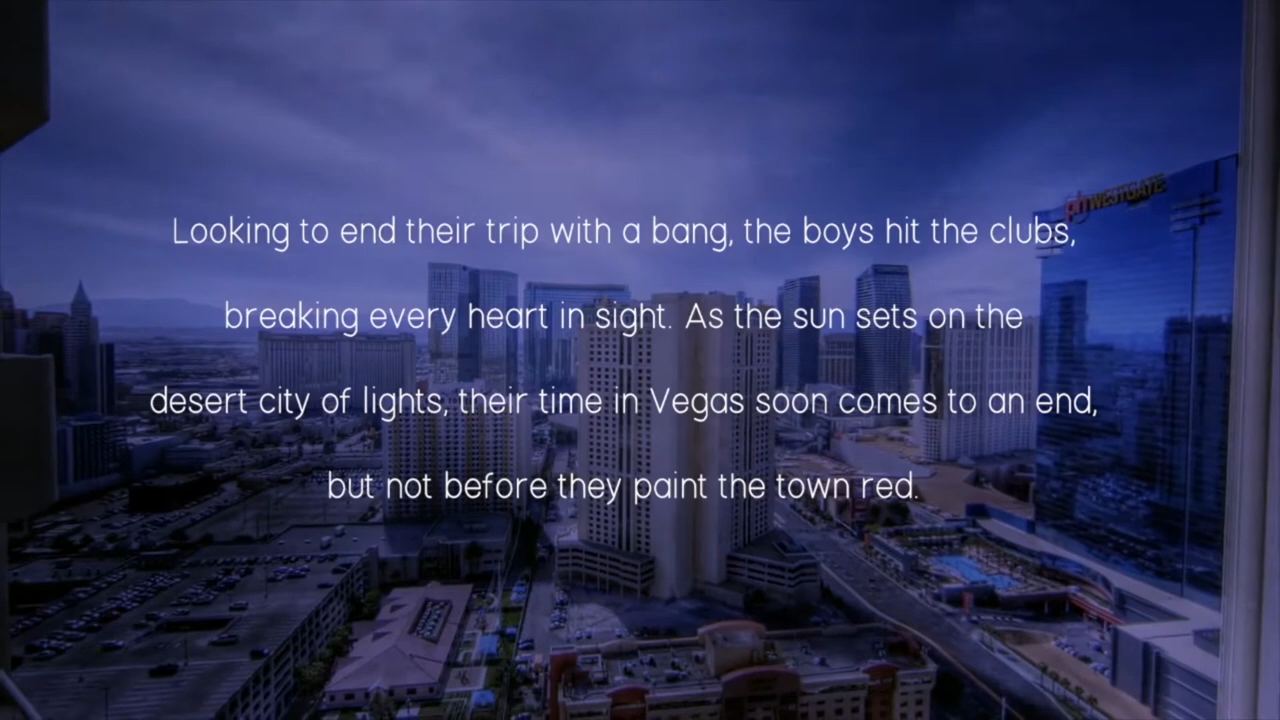 ph WESTGATE
Looking to end their trip with a bang, the boys hit the clubs,
breaking every heart in sight. As the sun sets on the
desert city of lights, their time in Vegas soon comes to an end,
but not before they paint the town red.